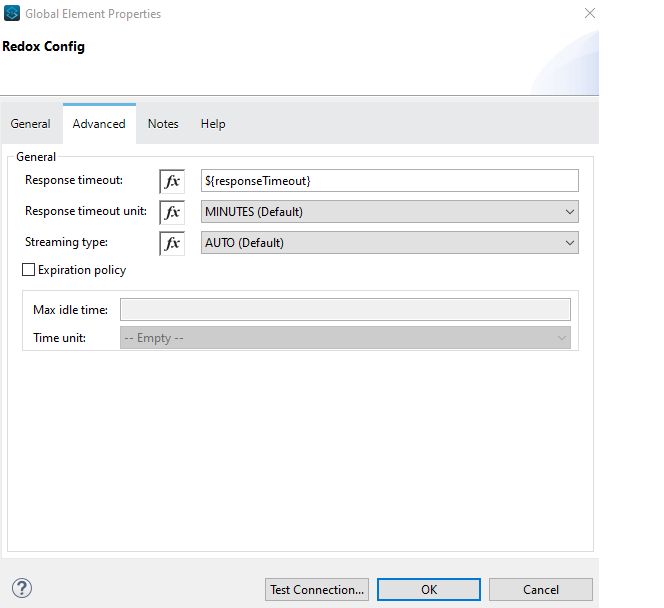 Global Element Properties
Redox Config
General Advanced Notes Help
General
Response timeout: fx ${responseTimeout}
Response timeout unit: fx MINUTES (Default)
Streaming type: fx AUTO (Default)
Expiration policy
Max idle time:
Time unit: -- Empty --
? Test Connection... OK Cancel